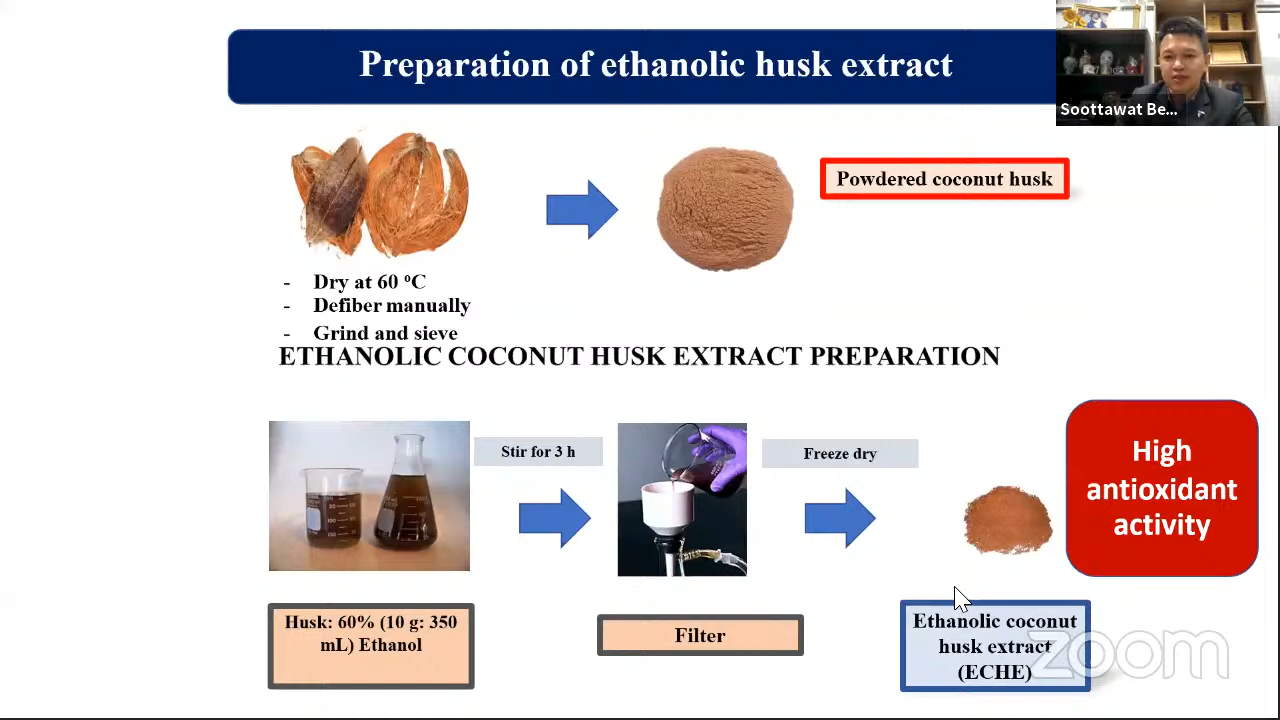 Preparation of ethanolic husk extract
Soottawat Be...
Powdered coconut husk
- Dry at 60 ºC
- Defiber manually
- Grind and sieve
ETHANOLIC COCONUT HUSK EXTRACT PREPARATION
Stir for 3 h
Freeze dry
High
antioxidant
activity
Husk: 60% (10 g: 350
mL) Ethanol
Filter
Ethanolic coconut
husk extract
(ECHE)
zoom